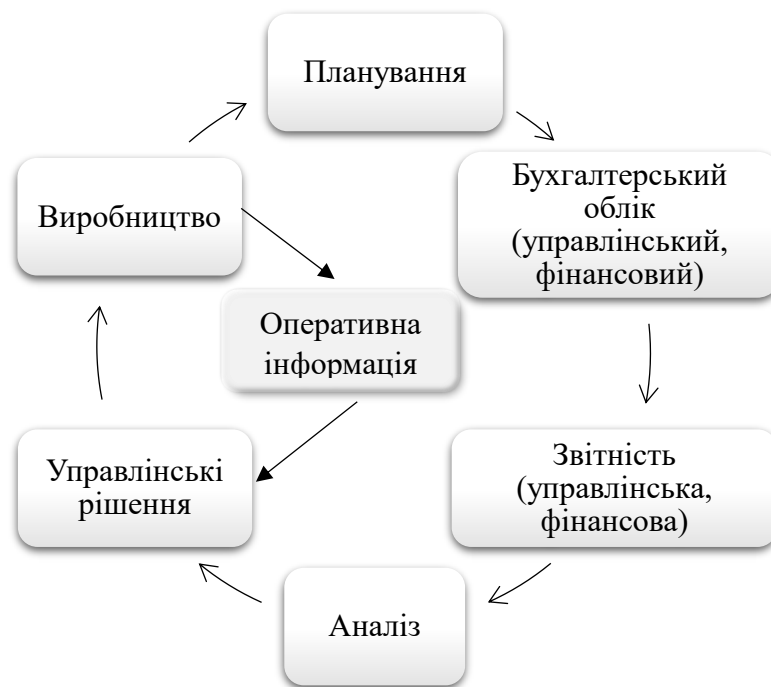 Планування
Бухгалтерський
облік
(управлінський,
фінансовий)
Виробництво
Оперативна
інформація
Управлінські
рішення
Звітність
(управлінська,
фінансова)
Аналіз